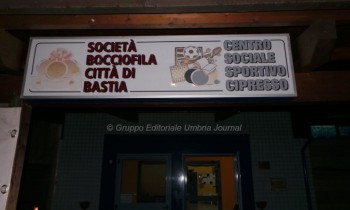 SOCIETÀ
BOCCIOFILA
CITTÀ DI
BASTIA
CENTRO
SOCIALE
SPORTIVO
CIPRESSO
© Gruppo Editoriale Umbria Journal